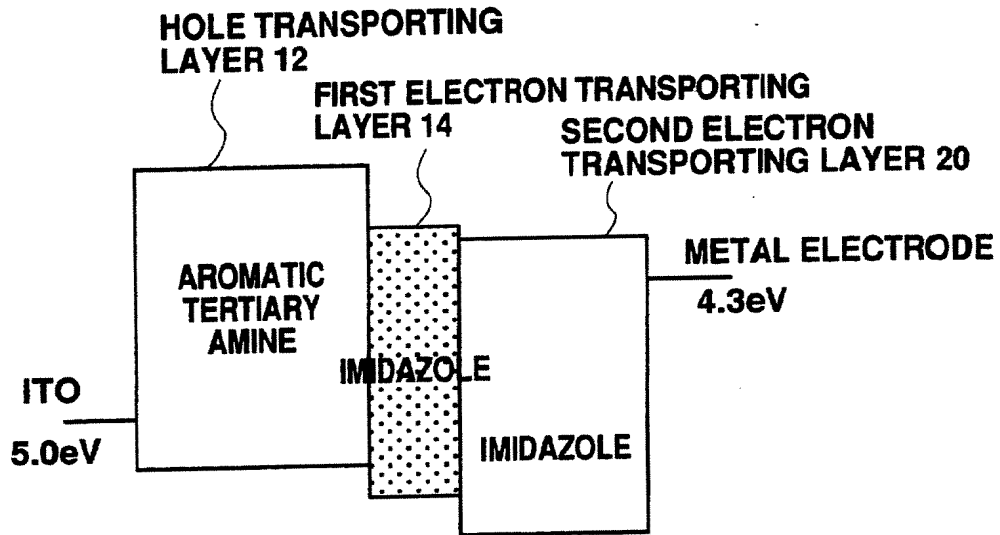 HOLE TRANSPORTING
LAYER 12
FIRST ELECTRON TRANSPORTING
LAYER 14
SECOND ELECTRON
TRANSPORTING LAYER 20
METAL ELECTRODE
4.3eV
AROMATIC
TERTIARY
AMINE
IMIDAZOLE
ITO
5.0eV
IMIDAZOLE